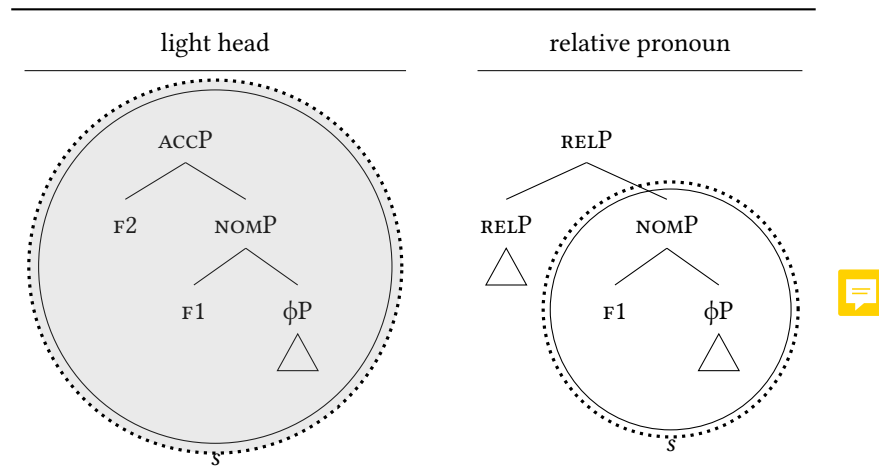 light head relative pronoun
ACCP RELP
F2 NOMP RELP NOMP
F1 ϕP F1 ϕP
s s